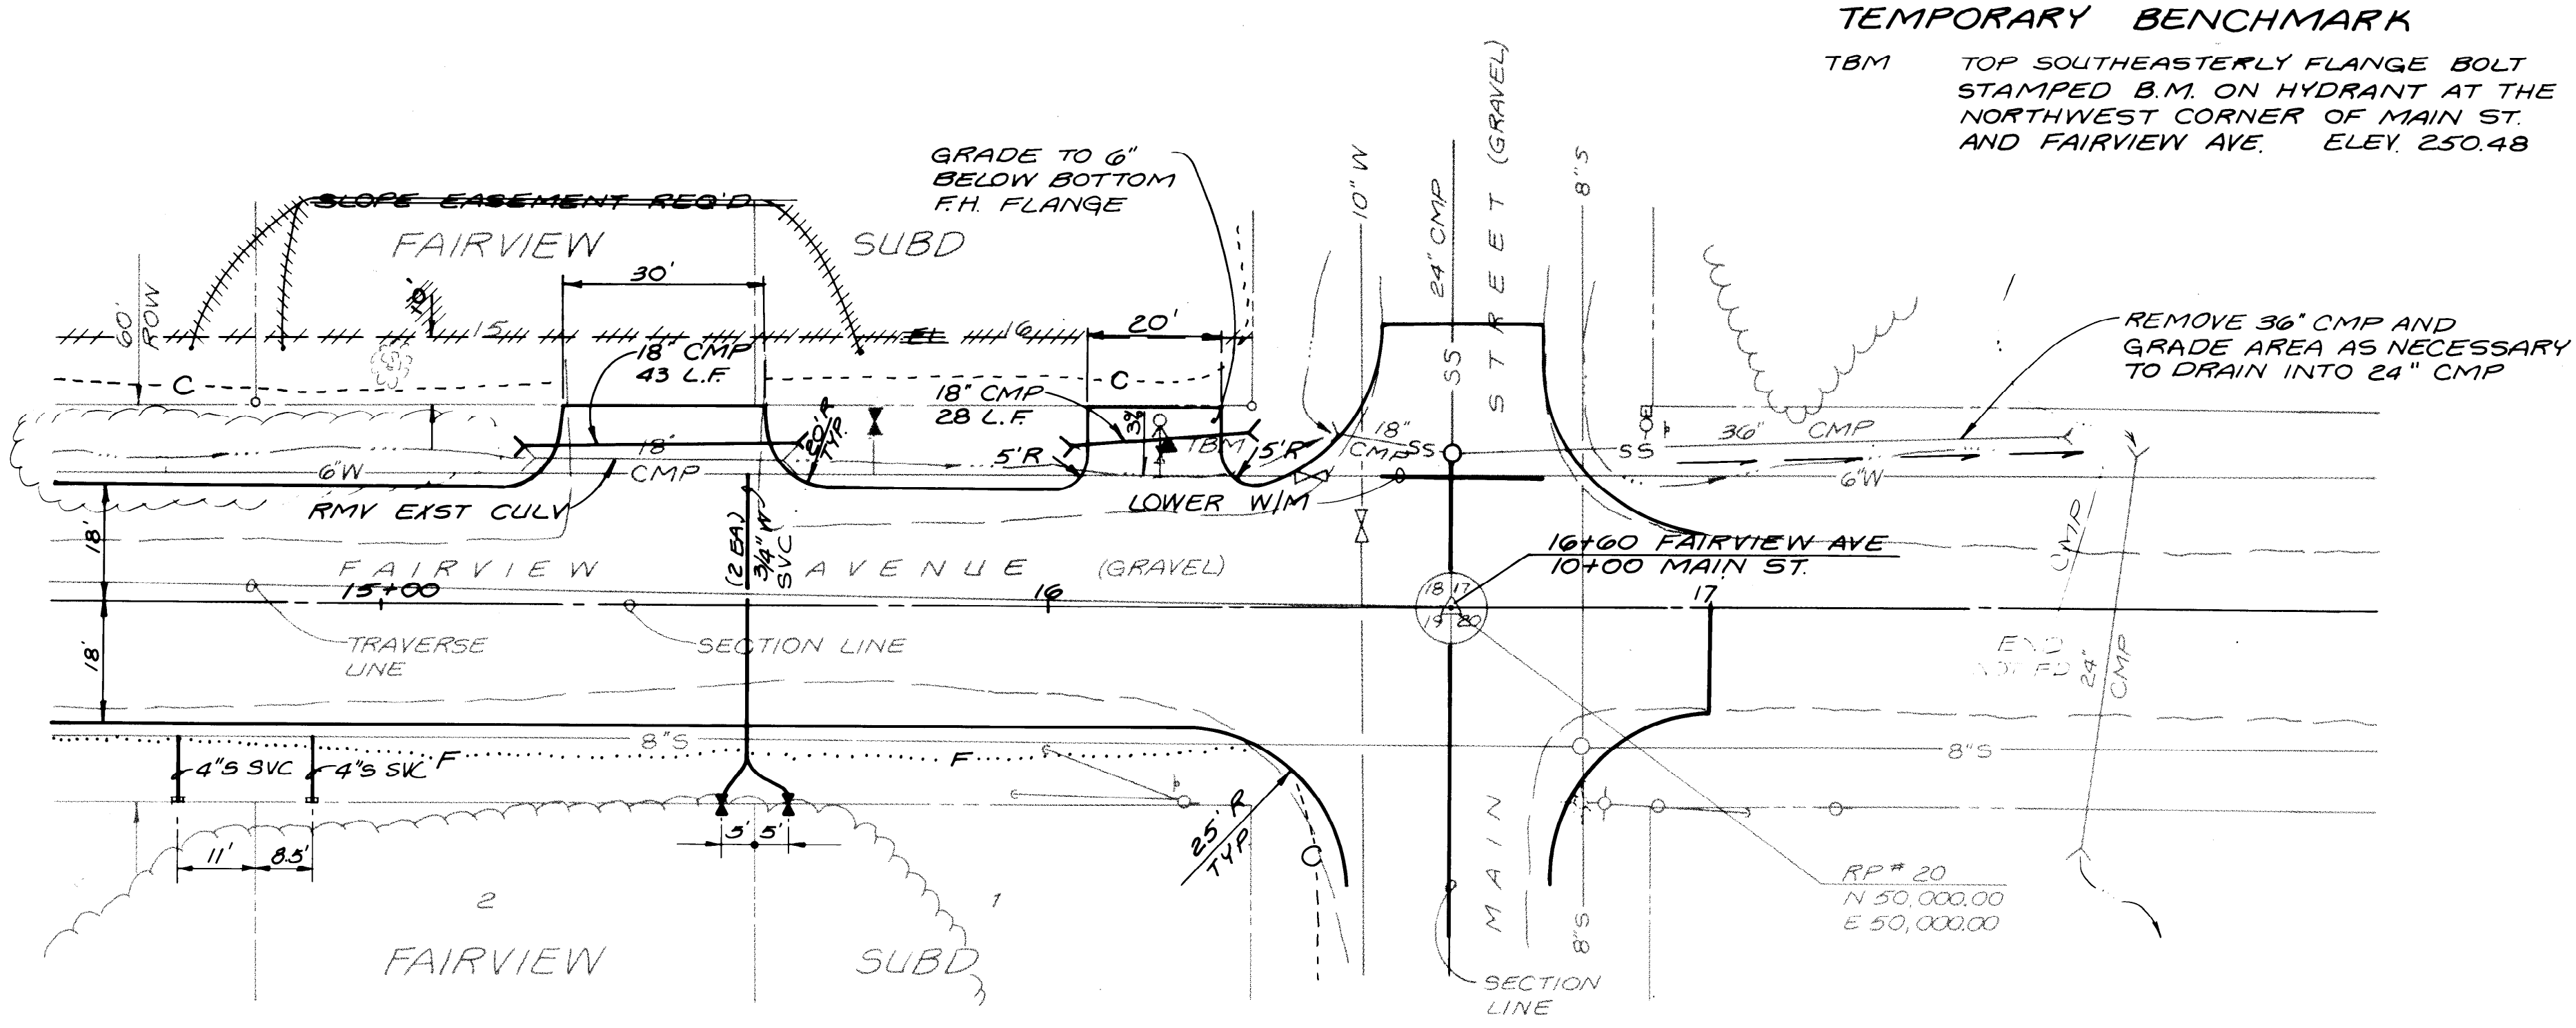 TEMPORARY BENCHMARK
TBM
TOP SOUTHEASTERLY FLANGE BOLT
STAMPED B.M. ON HYDRANT AT THE
NORTHWEST CORNER OF MAIN ST.
AND FAIRVIEW AVE. ELEV. 250.48
GRADE TO 6"
BELOW BOTTOM
F.H. FLANGE
10" W
24" CMP
SS
STREET (GRAVEL)
8"S
SLOPE EASEMENT REQ'D
FAIRVIEW SUBD
30'
60'
ROW
10'
15
EL
16
20'
18" CMP
43 L.F.
C
C
18" CMP
28 L.F.
REMOVE 36" CMP AND
GRADE AREA AS NECESSARY
TO DRAIN INTO 24" CMP
20' R
TYP.
TBM
5'R
15'R
18"
CMP
SS
SS
36" CMP
6"W
18"
CMP
6"W
RMV EXST CULV
LOWER W/M
18'
(2 EA.)
3/4" W
SVC
FAIRVIEW AVENUE (GRAVEL)
16+60 FAIRVIEW AVE
10+00 MAIN ST.
CMP
15+00
16
18 17
19 20
17
TRAVERSE
LINE
SECTION LINE
18'
24"
CMP
8"S
F
F
8"S
4"S SVC
4"S SVC
5' 5'
25' R
TYP.
11'
8.5'
MAIN
8"S
RP # 20
N 50,000.00
E 50,000.00
2
1
FAIRVIEW SUBD
SECTION
LINE